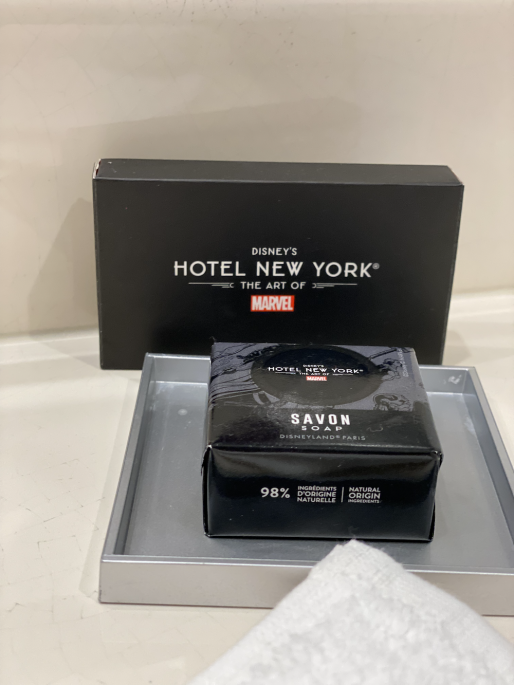 DISNEY'S
HOTEL NEW YORK®
THE ART OF
MARVEL
DISNEY'S
HOTEL NEW YORK®
THE ART OF
MARVEL
SAVON
SOAP
DISNEYLAND® PARIS
98% INGRÉDIENTS D'ORIGINE NATURELLE | NATURAL ORIGIN INGREDIENTS